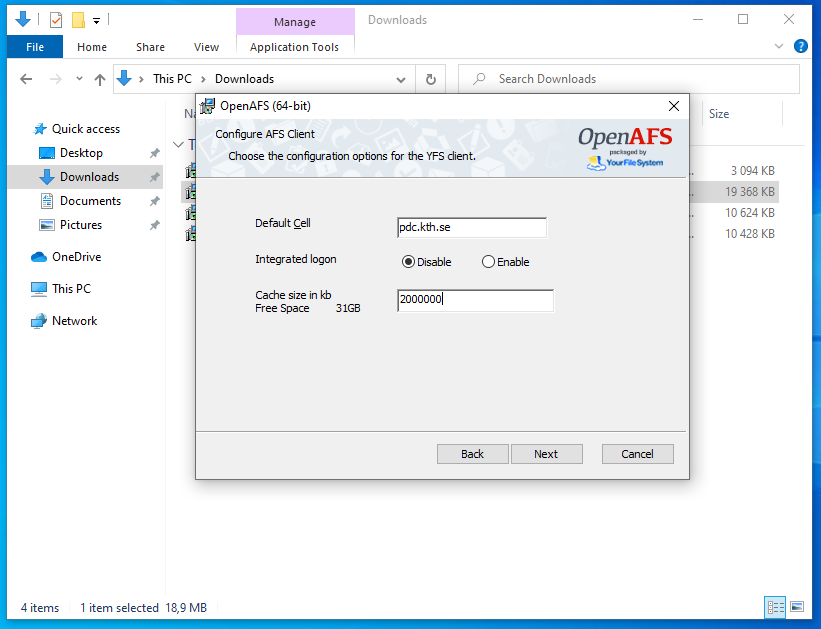 Manage
Downloads
File
Home
Share
View
Application Tools
This PC
Downloads
Search Downloads
Size
Quick access
Desktop
Downloads
Documents
Pictures
OneDrive
This PC
Network
3 094 KB
19 368 KB
10 624 KB
10 428 KB
OpenAFS (64-bit)
Configure AFS Client
Choose the configuration options for the YFS client.
OpenAFS
packaged by
YourFileSystem
Default Cell
pdc.kth.se
Integrated logon
Disable
Enable
Cache size in kb
2000000
Free Space 31GB
Back
Next
Cancel
4 items
1 item selected 18,9 MB